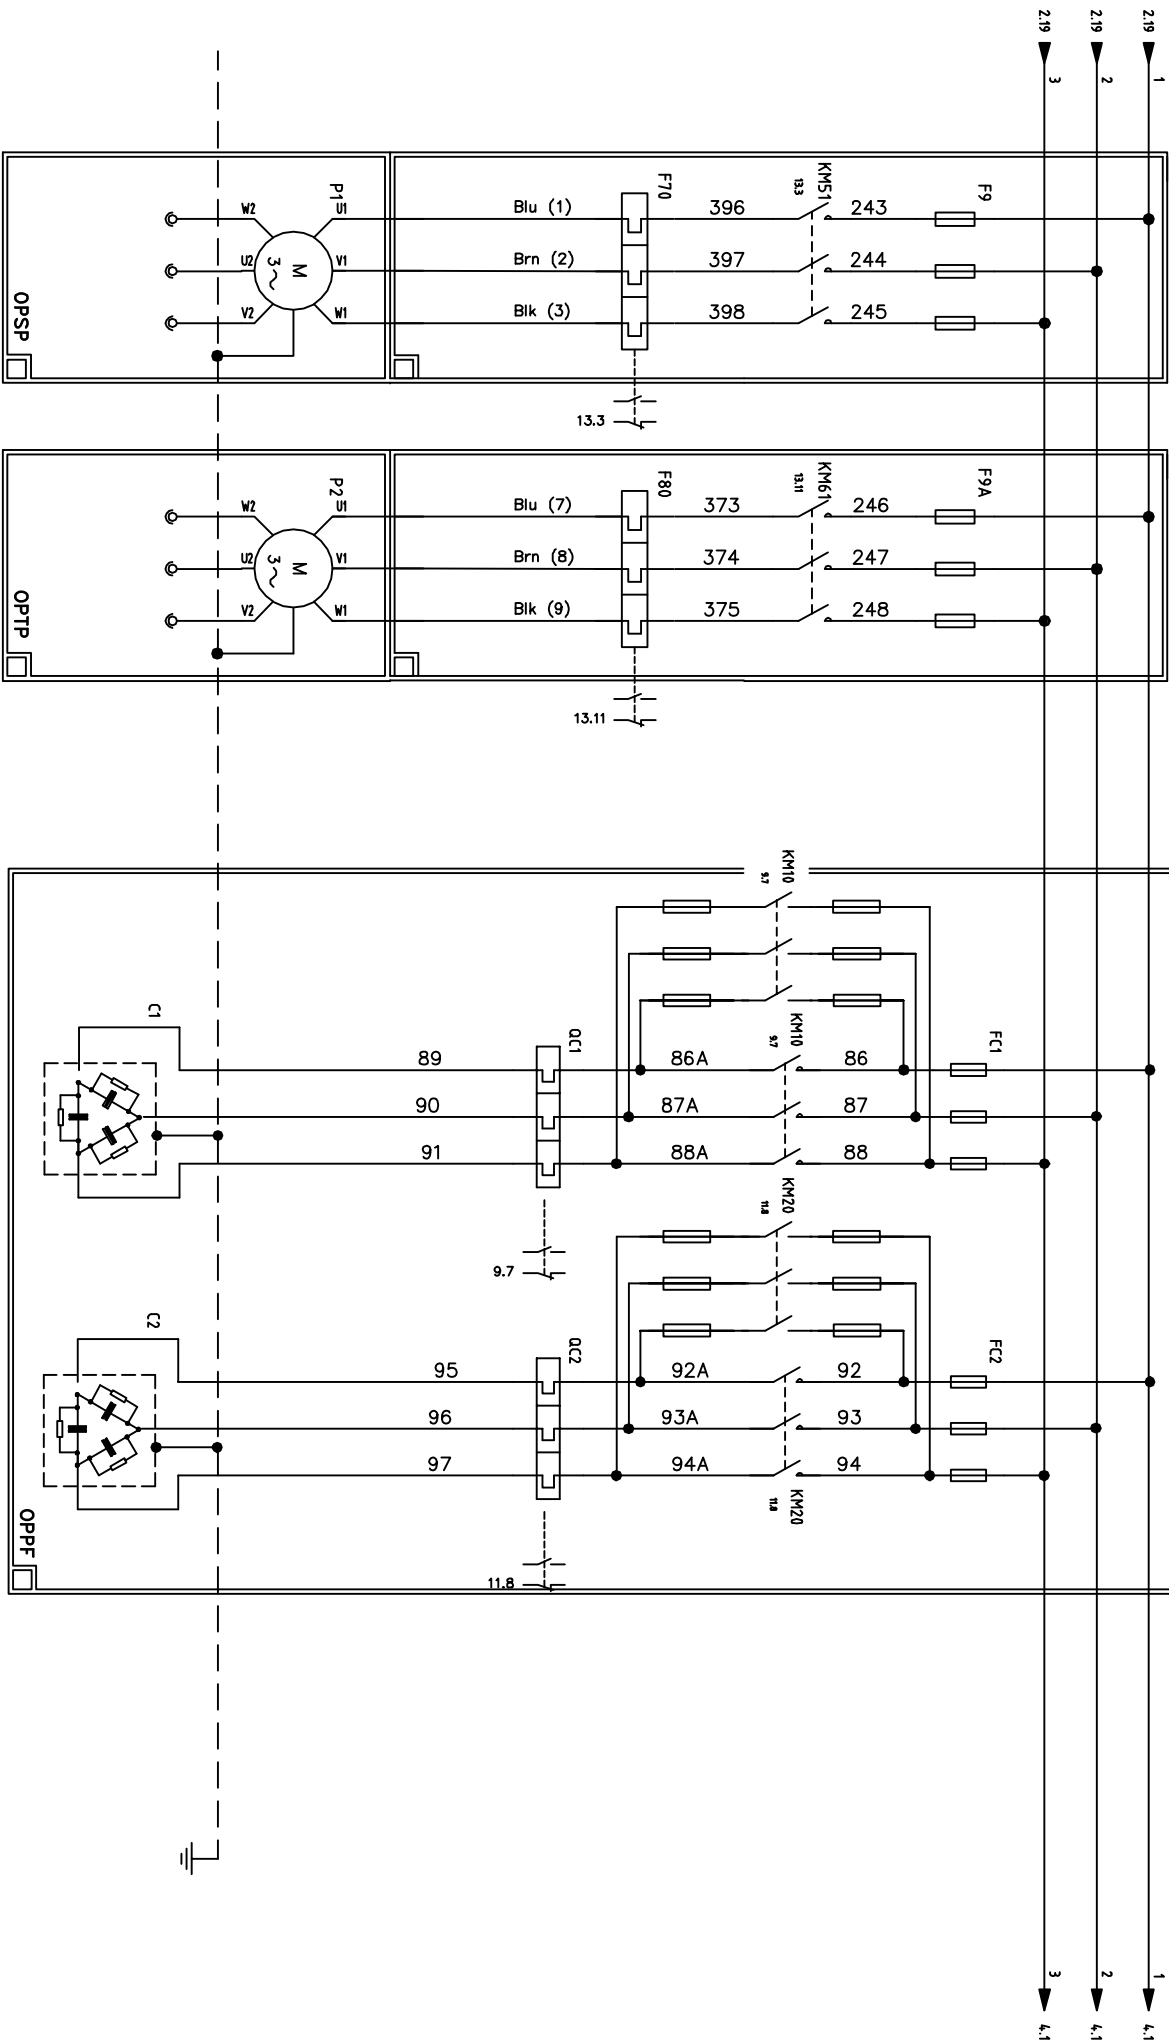 2.19
2.19
2.19
3
2
1
P1
U1
V1
W1
W2
U2
V2
M
3~
Blu (1)
Brn (2)
Blk (3)
F70
396
397
398
KM51
13.3
243
244
245
F9
OPSP
13.3
P2
U1
V1
W1
W2
U2
V2
M
3~
Blu (7)
Brn (8)
Blk (9)
F80
373
374
375
KM61
13.11
246
247
248
F9A
OPTP
13.11
KM10
9.7
C1
89
90
91
QC1
86A
87A
88A
KM10
9.7
86
87
88
FC1
9.7
KM20
11.8
C2
95
96
97
QC2
92A
93A
94A
92
93
94
FC2
KM20
11.8
OPPF
11.8
3
2
1
4.1
4.1
4.1